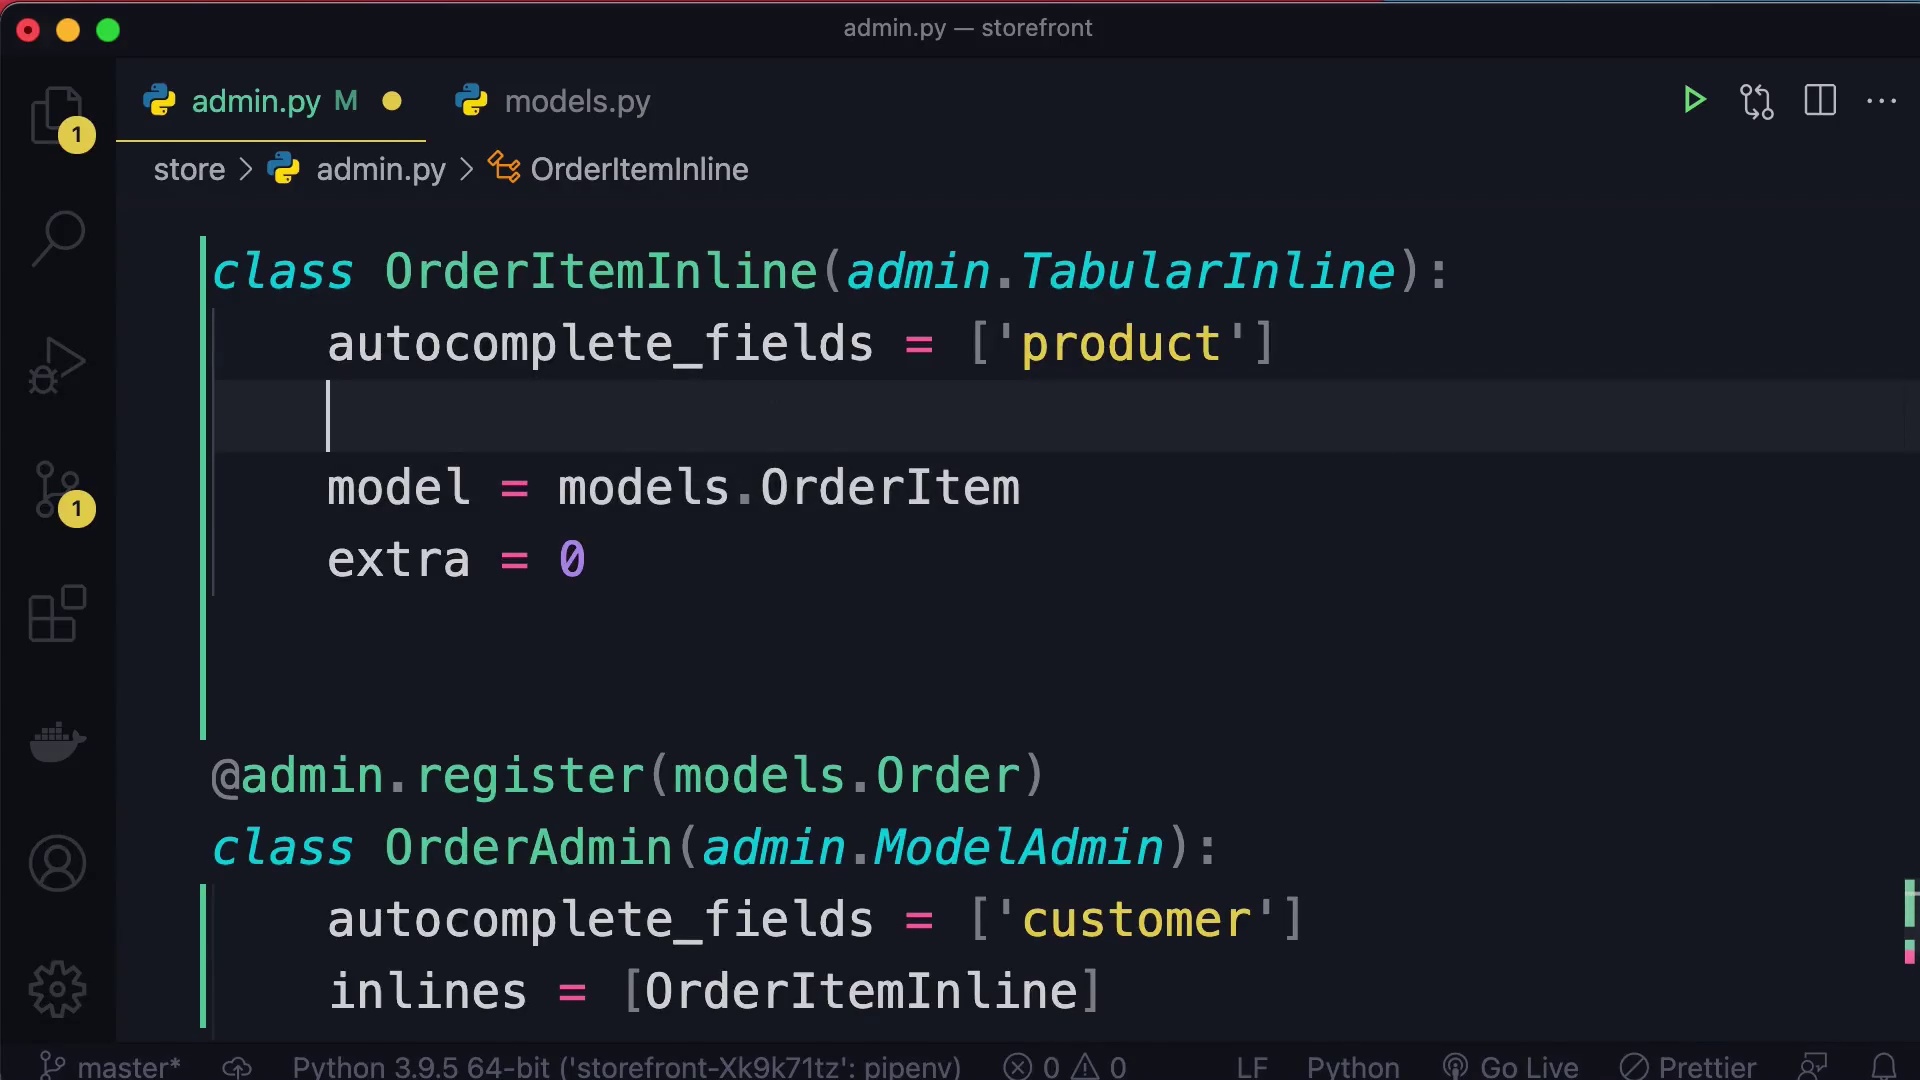 admin.py — storefront
admin.py M models.py
1
store > admin.py > OrderItemInline
class OrderItemInline(admin.TabularInline):
autocomplete_fields = ['product']
model = models.OrderItem
1
extra = 0
@admin.register(models.Order)
class OrderAdmin(admin.ModelAdmin):
autocomplete_fields = ['customer']
inlines = [OrderItemInline]
master* Python 3.9.5 64-bit ('storefront-Xk9k71tz': pipenv) 0 0 LF Python Go Live Prettier